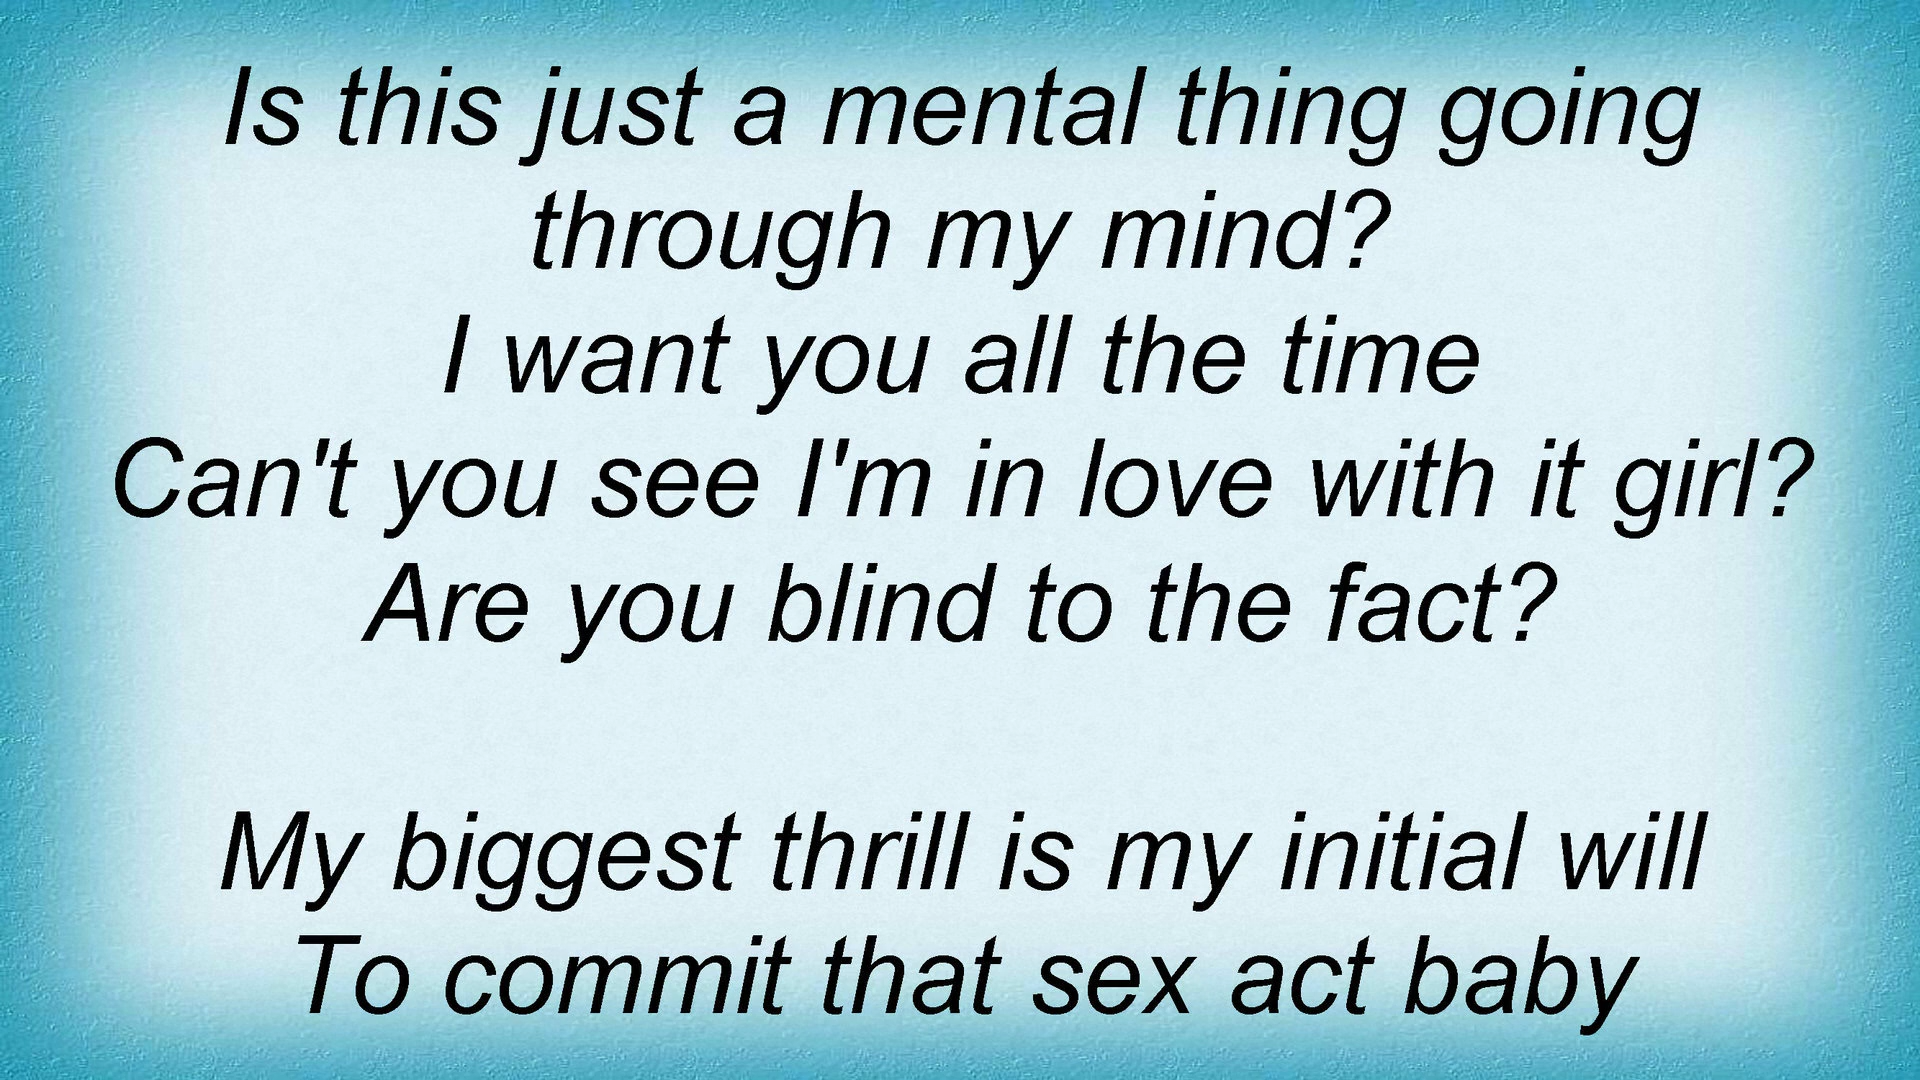 Is this just a mental thing going
through my mind?
I want you all the time
Can't you see I'm in love with it girl?
Are you blind to the fact?
My biggest thrill is my initial will
To commit that sex act baby